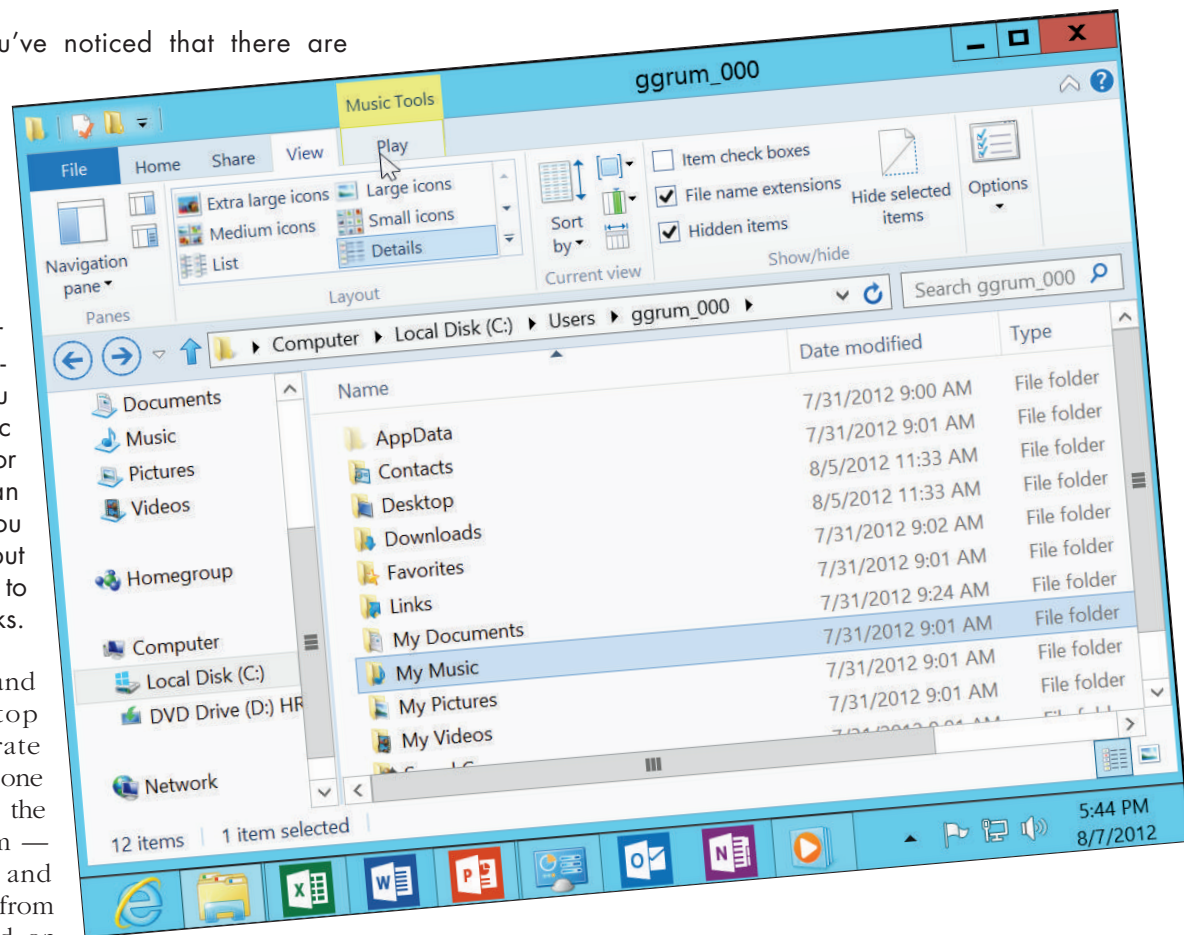 u've noticed that there are
-
-
u
c
or
an
ou
out
to
ks.
and
top
rate
one
the
n —
and
from
ggrum_000
X
Music Tools
File Home Share View Play
?
Navigation pane
Panes
Extra large icons
Large icons
Medium icons
Small icons
List
Details
Layout
Sort by
Current view
Item check boxes
File name extensions
Hidden items
Hide selected items
Show/hide
Options
Computer Local Disk (C:) Users ggrum_000
Search ggrum_000
Documents
Music
Pictures
Videos
Homegroup
Computer
Local Disk (C:)
DVD Drive (D:) HR
Network
Name Date modified Type
AppData 7/31/2012 9:00 AM File folder
Contacts 7/31/2012 9:01 AM File folder
Desktop 8/5/2012 11:33 AM File folder
Downloads 8/5/2012 11:33 AM File folder
Favorites 7/31/2012 9:02 AM File folder
Links 7/31/2012 9:01 AM File folder
My Documents 7/31/2012 9:24 AM File folder
My Music 7/31/2012 9:01 AM File folder
My Pictures 7/31/2012 9:01 AM File folder
My Videos 7/31/2012 9:01 AM File folder
12 items 1 item selected
5:44 PM
8/7/2012